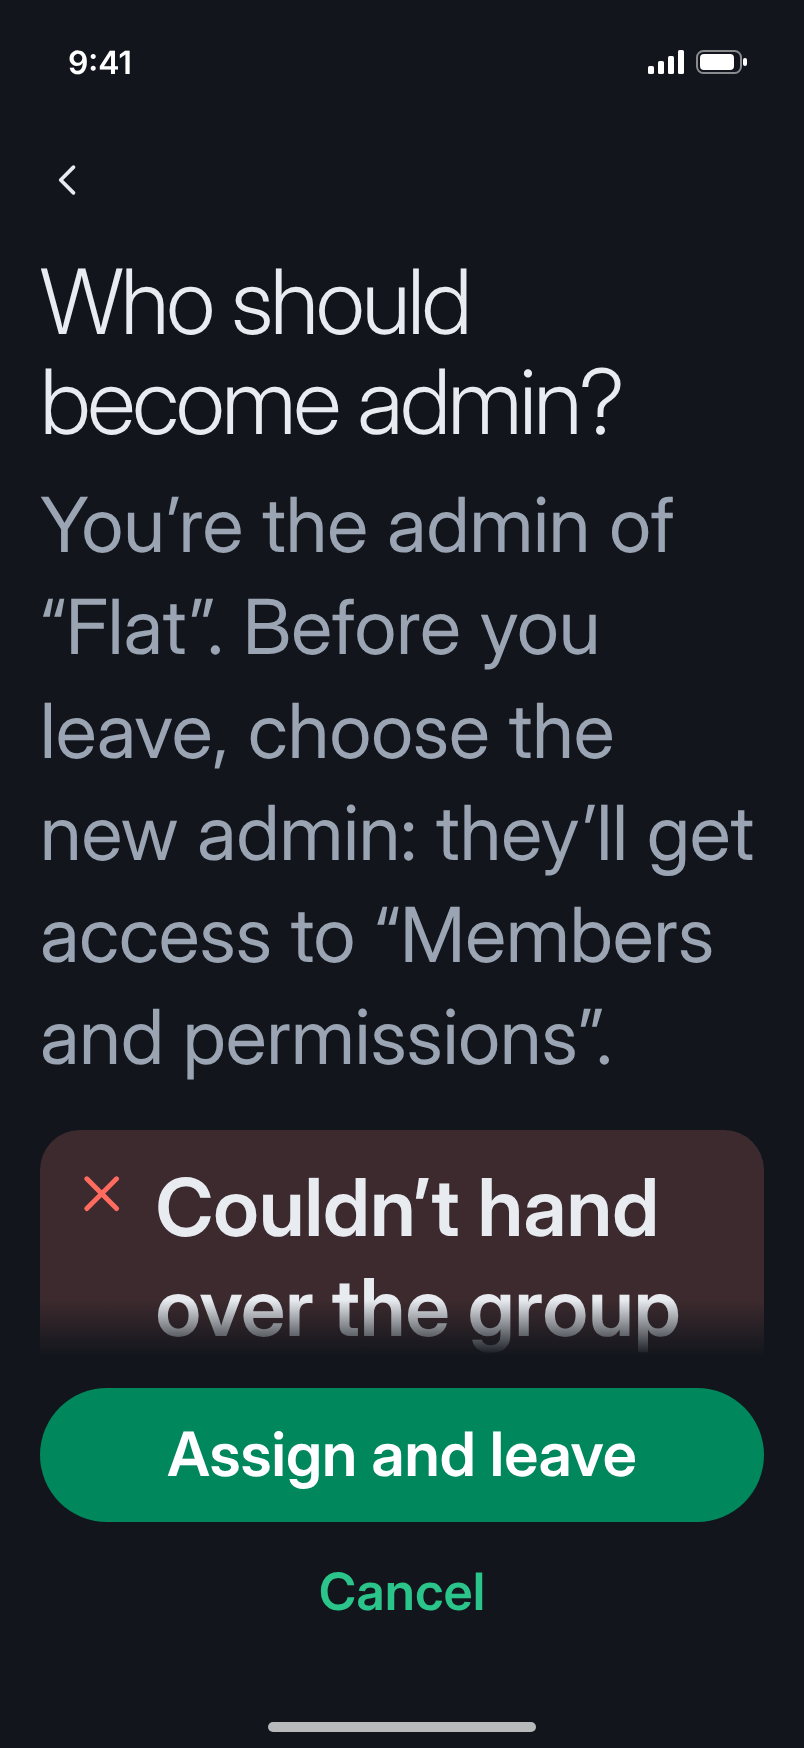 9:41
Who should
become admin?
You’re the admin of
“Flat”. Before you
leave, choose the
new admin: they’ll get
access to “Members
and permissions”.
Couldn’t hand
over the group
Assign and leave
Cancel